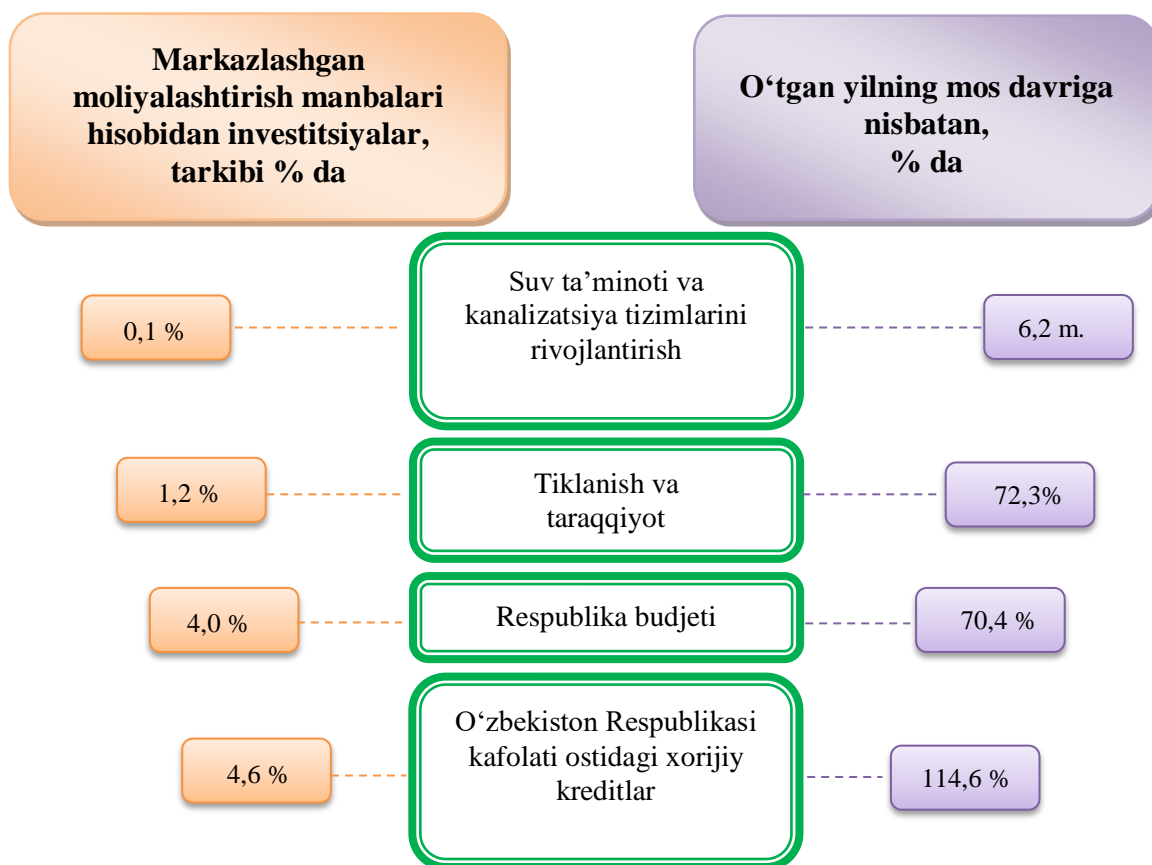 Markazlashgan
moliyalashtirish manbalari
hisobidan investitsiyalar,
tarkibi % da
O‘tgan yilning mos davriga
nisbatan,
% da
0,1 %
Suv ta’minoti va
kanalizatsiya tizimlarini
rivojlantirish
6,2 m.
1,2 %
Tiklanish va
taraqqiyot
72,3%
4,0 %
Respublika budjeti
70,4 %
4,6 %
O‘zbekiston Respublikasi
kafolati ostidagi xorijiy
kreditlar
114,6 %